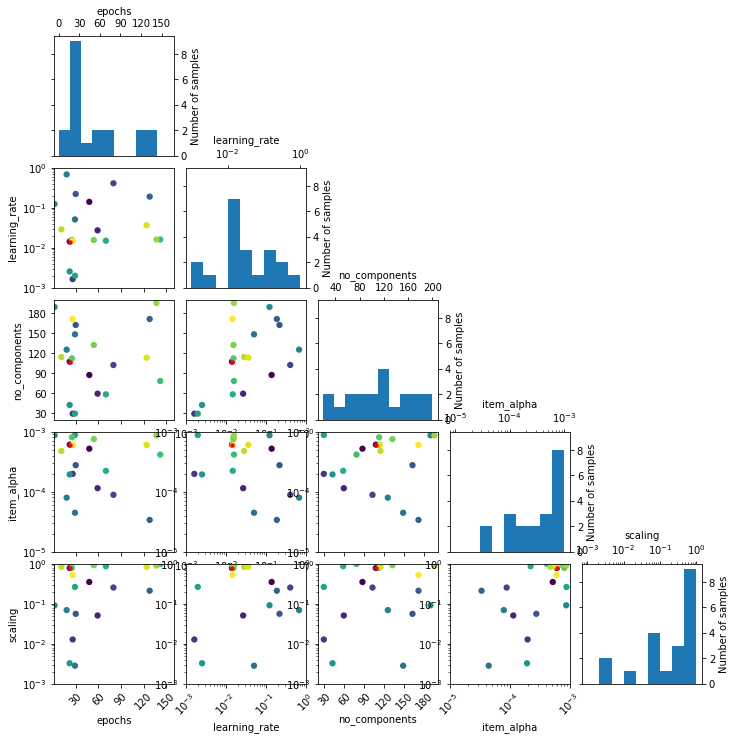 epochs
0 30 60 90 120 150
8
6
4
2
0
Number of samples
learning_rate
10⁻² 10⁰
10⁰
10⁻¹
10⁻²
10⁻³
learning_rate
8
6
4
2
0
Number of samples
no_components
40 80 120 160 200
180
150
120
90
60
30
no_components
8
6
4
2
0
Number of samples
item_alpha
10⁻⁵ 10⁻⁴ 10⁻³
10⁻³
10⁻⁴
10⁻⁵
item_alpha
8
6
4
2
0
Number of samples
scaling
10⁻³ 10⁻² 10⁻¹ 10⁰
10⁰
10⁻¹
10⁻²
10⁻³
scaling
8
6
4
2
0
Number of samples
30 60 90 120 150
epochs
10⁻³ 10⁻² 10⁻¹ 10⁰
learning_rate
30 60 90 120 150 180
no_components
10⁻⁵ 10⁻⁴ 10⁻³
item_alpha